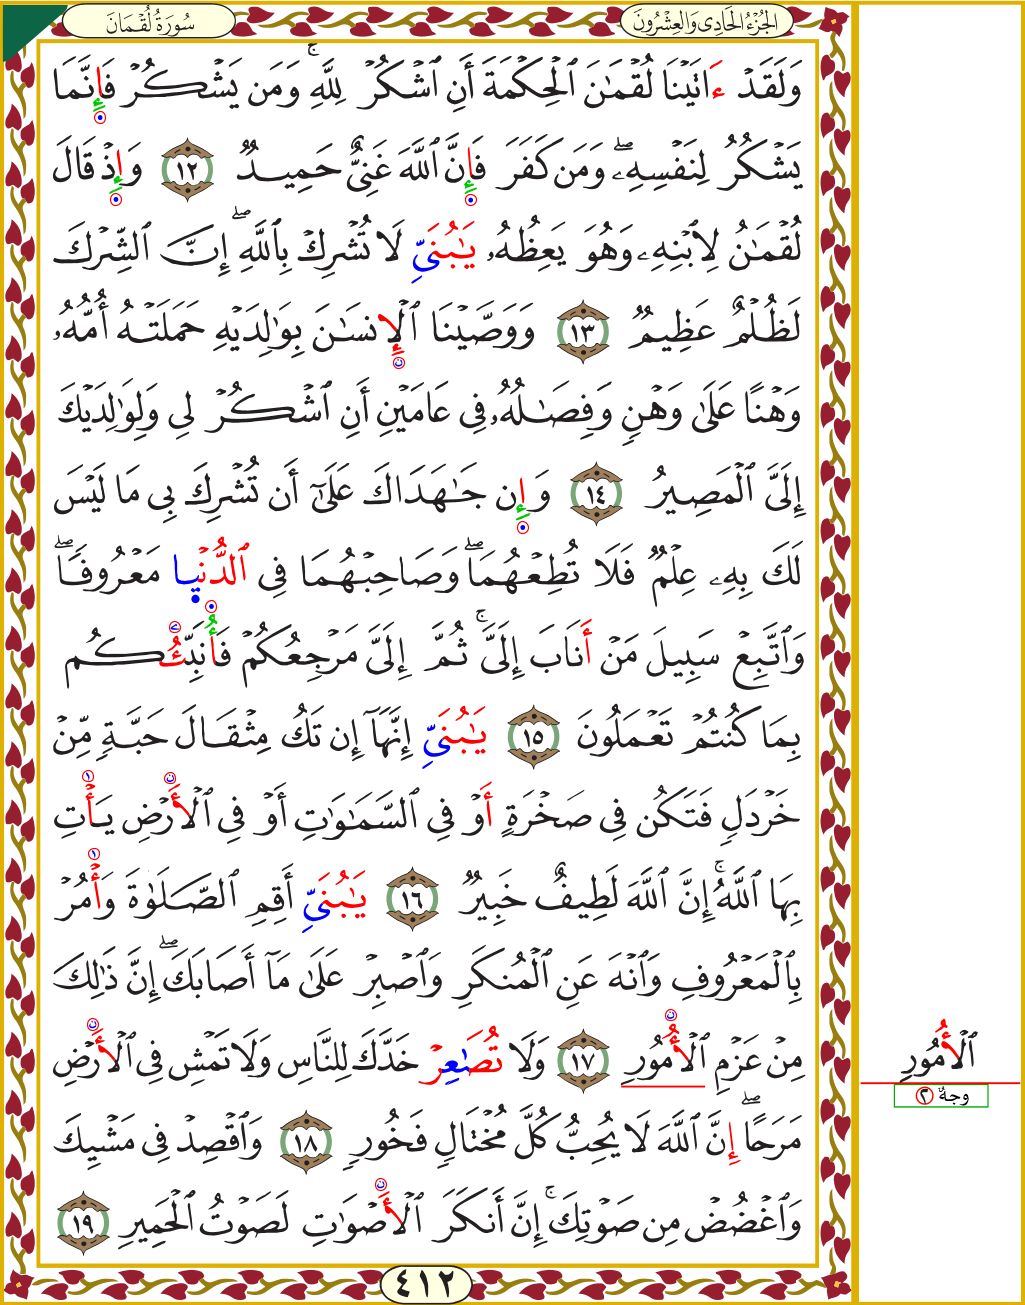 سُورَةُ لُقْمَانَ
الجُزْءُ الحَادِى وَالعِشْرُونَ
وَلَقَدْ ءَاتَيْنَا لُقْمَٰنَ ٱلْحِكْمَةَ أَنِ ٱشْكُرْ لِلَّهِۚ وَمَن يَشْكُرْ فَإِنَّمَا
يَشْكُرُ لِنَفْسِهِۦۖ وَمَن كَفَرَ فَإِنَّ ٱللَّهَ غَنِىٌّ حَمِيدٌ ١٢ وَإِذْ قَالَ
لُقْمَٰنُ لِٱبْنِهِۦ وَهُوَ يَعِظُهُۥ يَٰبُنَىِّ لَا تُشْرِكْ بِٱللَّهِۖ إِنَّ ٱلشِّرْكَ
لَظُلْمٌ عَظِيمٌ ١٣ وَوَصَّيْنَا ٱلْإِنسَٰنَ بِوَٰلِدَيْهِ حَمَلَتْهُ أُمُّهُۥ
وَهْنًا عَلَىٰ وَهْنٍ وَفِصَٰلُهُۥ فِى عَامَيْنِ أَنِ ٱشْكُرْ لِى وَلِوَٰلِدَيْكَ
إِلَىَّ ٱلْمَصِيرُ ١٤ وَإِن جَٰهَدَاكَ عَلَىٰٓ أَن تُشْرِكَ بِى مَا لَيْسَ
لَكَ بِهِۦ عِلْمٌ فَلَا تُطِعْهُمَاۖ وَصَاحِبْهُمَا فِى ٱلدُّنْيا مَعْرُوفًاۖ
وَٱتَّبِعْ سَبِيلَ مَنْ أَنَابَ إِلَىَّۚ ثُمَّ إِلَىَّ مَرْجِعُكُمْ فَأُنَبِّئُكُم
بِمَا كُنتُمْ تَعْمَلُونَ ١٥ يَٰبُنَىِّ إِنَّهَآ إِن تَكُ مِثْقَالَ حَبَّةٍ مِّنْ
خَرْدَلٍ فَتَكُن فِى صَخْرَةٍ أَوْ فِى ٱلسَّمَٰوَٰتِ أَوْ فِى ٱلْأَرْضِ يَأْتِ
بِهَا ٱللَّهُۚ إِنَّ ٱللَّهَ لَطِيفٌ خَبِيرٌ ١٦ يَٰبُنَىِّ أَقِمِ ٱلصَّلَوٰةَ وَأْمُرْ
بِٱلْمَعْرُوفِ وَٱنْهَ عَنِ ٱلْمُنكَرِ وَٱصْبِرْ عَلَىٰ مَآ أَصَابَكَۖ إِنَّ ذَٰلِكَ
مِنْ عَزْمِ ٱلْأُمُورِ ١٧ وَلَا تُصَٰعِرْ خَدَّكَ لِلنَّاسِ وَلَا تَمْشِ فِى ٱلْأَرْضِ
مَرَحًاۖ إِنَّ ٱللَّهَ لَا يُحِبُّ كُلَّ مُخْتَالٍ فَخُورٍ ١٨ وَٱقْصِدْ فِى مَشْيِكَ
وَٱغْضُضْ مِن صَوْتِكَۚ إِنَّ أَنكَرَ ٱلْأَصْوَٰتِ لَصَوْتُ ٱلْحَمِيرِ ١٩
٤١٢
ٱلْأُمُورِ
وجهٌ ٢